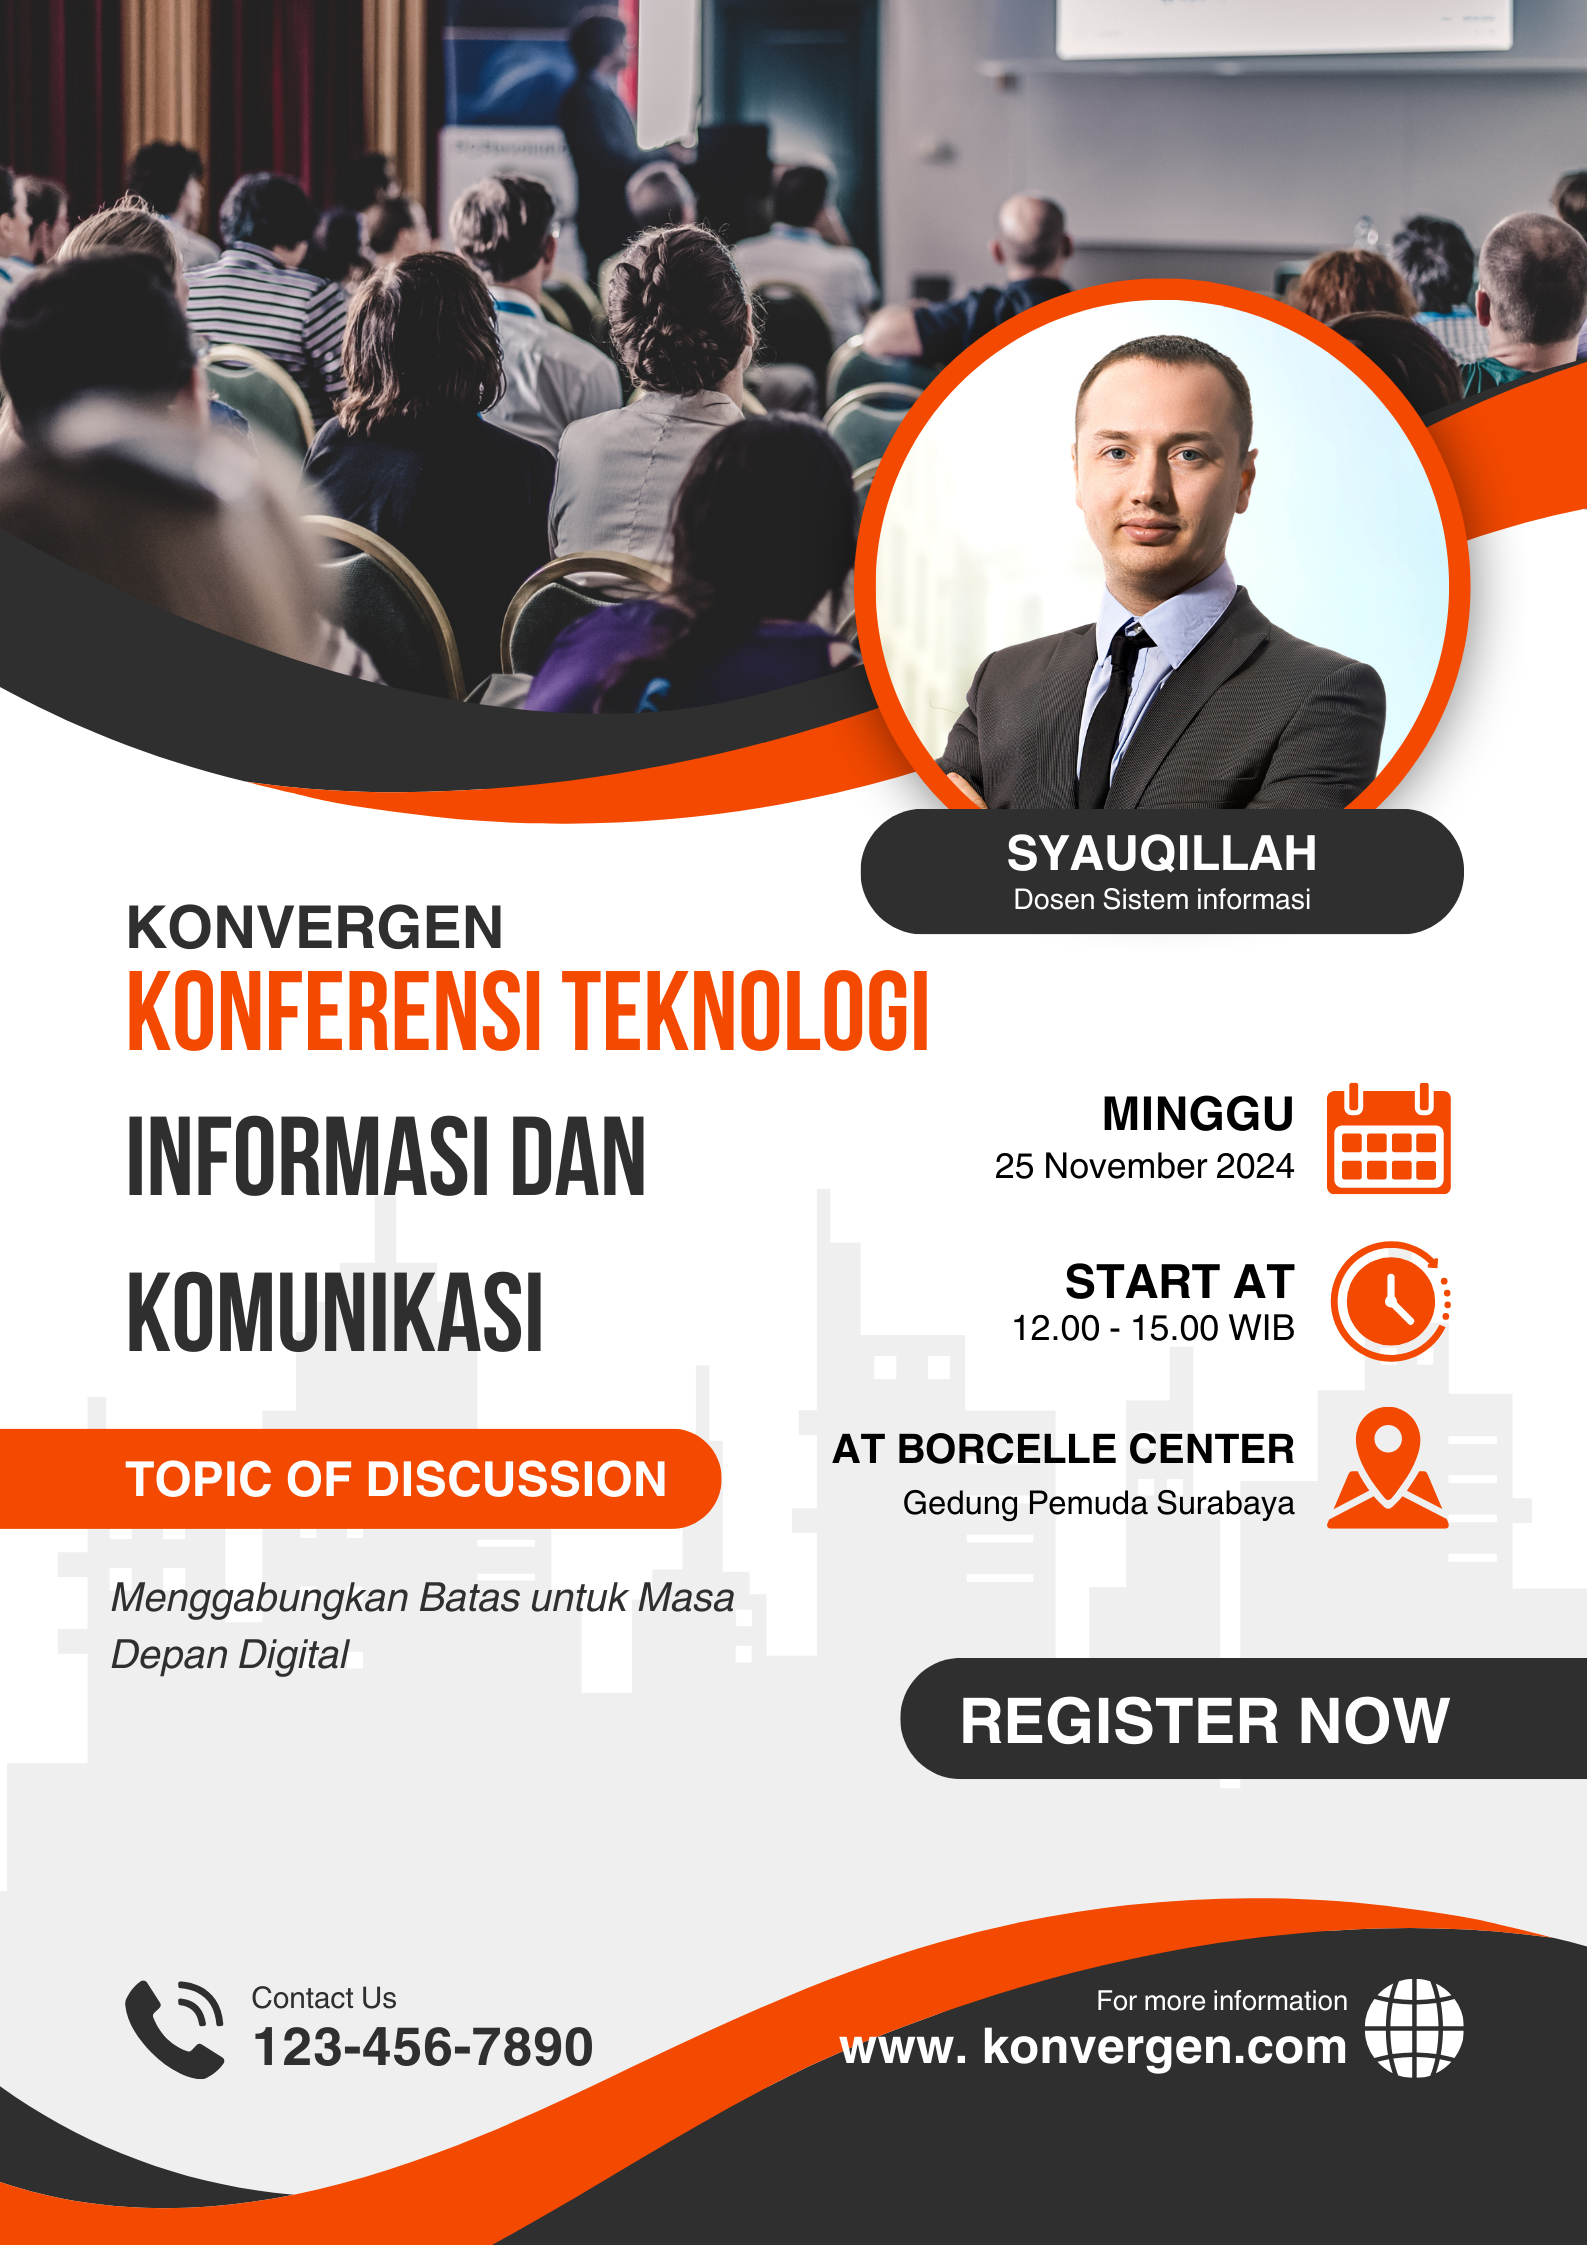 SYAUQILLAH
Dosen Sistem informasi
KONVERGEN
KONFERENSI TEKNOLOGI
INFORMASI DAN
KOMUNIKASI
MINGGU
25 November 2024
START AT
12.00 - 15.00 WIB
AT BORCELLE CENTER
Gedung Pemuda Surabaya
TOPIC OF DISCUSSION
Menggabungkan Batas untuk Masa
Depan Digital
REGISTER NOW
Contact Us
123-456-7890
For more information
www. konvergen.com